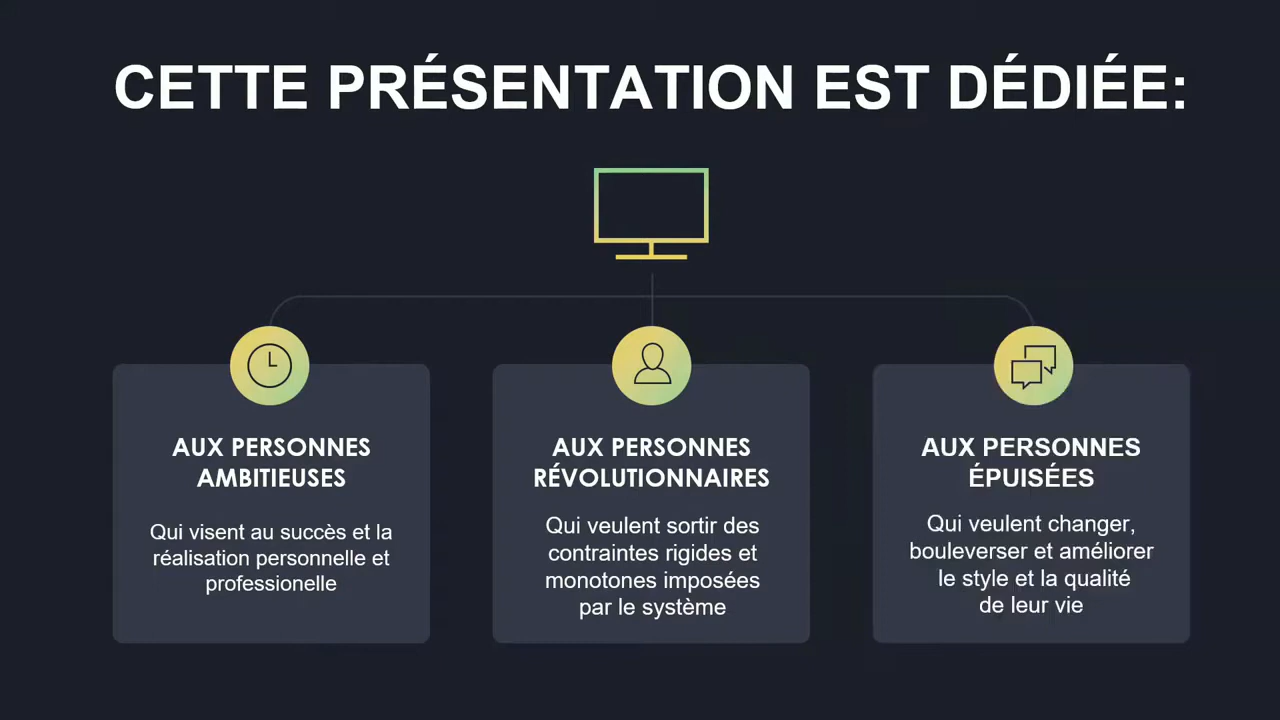 CETTE PRÉSENTATION EST DÉDIÉE:
AUX PERSONNES
AMBITIEUSES
Qui visent au succès et la
réalisation personnelle et
professionelle
AUX PERSONNES
RÉVOLUTIONNAIRES
Qui veulent sortir des
contraintes rigides et
monotones imposées
par le système
AUX PERSONNES
ÉPUISÉES
Qui veulent changer,
bouleverser et améliorer
le style et la qualité
de leur vie